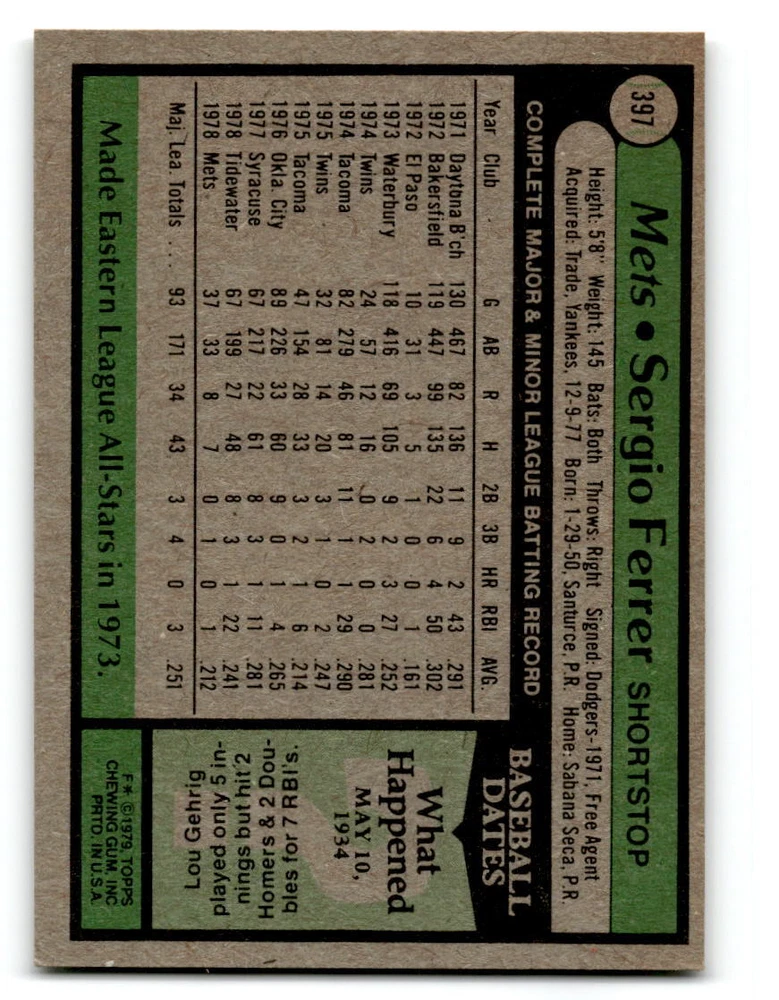 397
Mets • Sergio Ferrer SHORTSTOP
Height: 5'8" Weight: 145 Bats: Both Throws: Right Signed: Dodgers-1971, Free Agent
Acquired: Trade, Yankees, 12-9-77 Born: 1-29-50, Santurce, P.R. Home: Sabana Seca, P.R.
COMPLETE MAJOR & MINOR LEAGUE BATTING RECORD
Year Club G AB R H 2B 3B HR RBI AVG.
1971 Daytona B'ch 130 467 82 136 11 9 2 43 .291
1972 Bakersfield 119 447 99 135 22 6 4 50 .302
1972 El Paso 10 31 3 5 1 0 0 1 .161
1973 Waterbury 118 416 69 105 9 2 3 27 .252
1974 Twins 24 57 12 16 0 2 0 0 .281
1974 Tacoma 82 279 46 81 11 1 1 29 .290
1975 Twins 32 81 14 20 3 1 0 2 .247
1975 Tacoma 47 154 28 33 3 2 1 6 .214
1976 Okla. City 89 226 33 60 9 0 1 4 .265
1977 Syracuse 67 217 22 61 8 3 1 11 .281
1978 Tidewater 67 199 27 48 8 3 1 22 .241
1978 Mets 37 33 8 7 0 1 0 1 .212
Maj. Lea. Totals .... 93 171 34 43 3 4 0 3 .251
Made Eastern League All-Stars in 1973.
BASEBALL
DATES
What
Happened
MAY 10,
1934
Lou Gehrig
played only 5 in-
nings but hit 2
Homers & 2 Dou-
bles for 7 RBI's.
F* © 1979, TOPPS
CHEWING GUM, INC
PRTD. IN U.S.A.